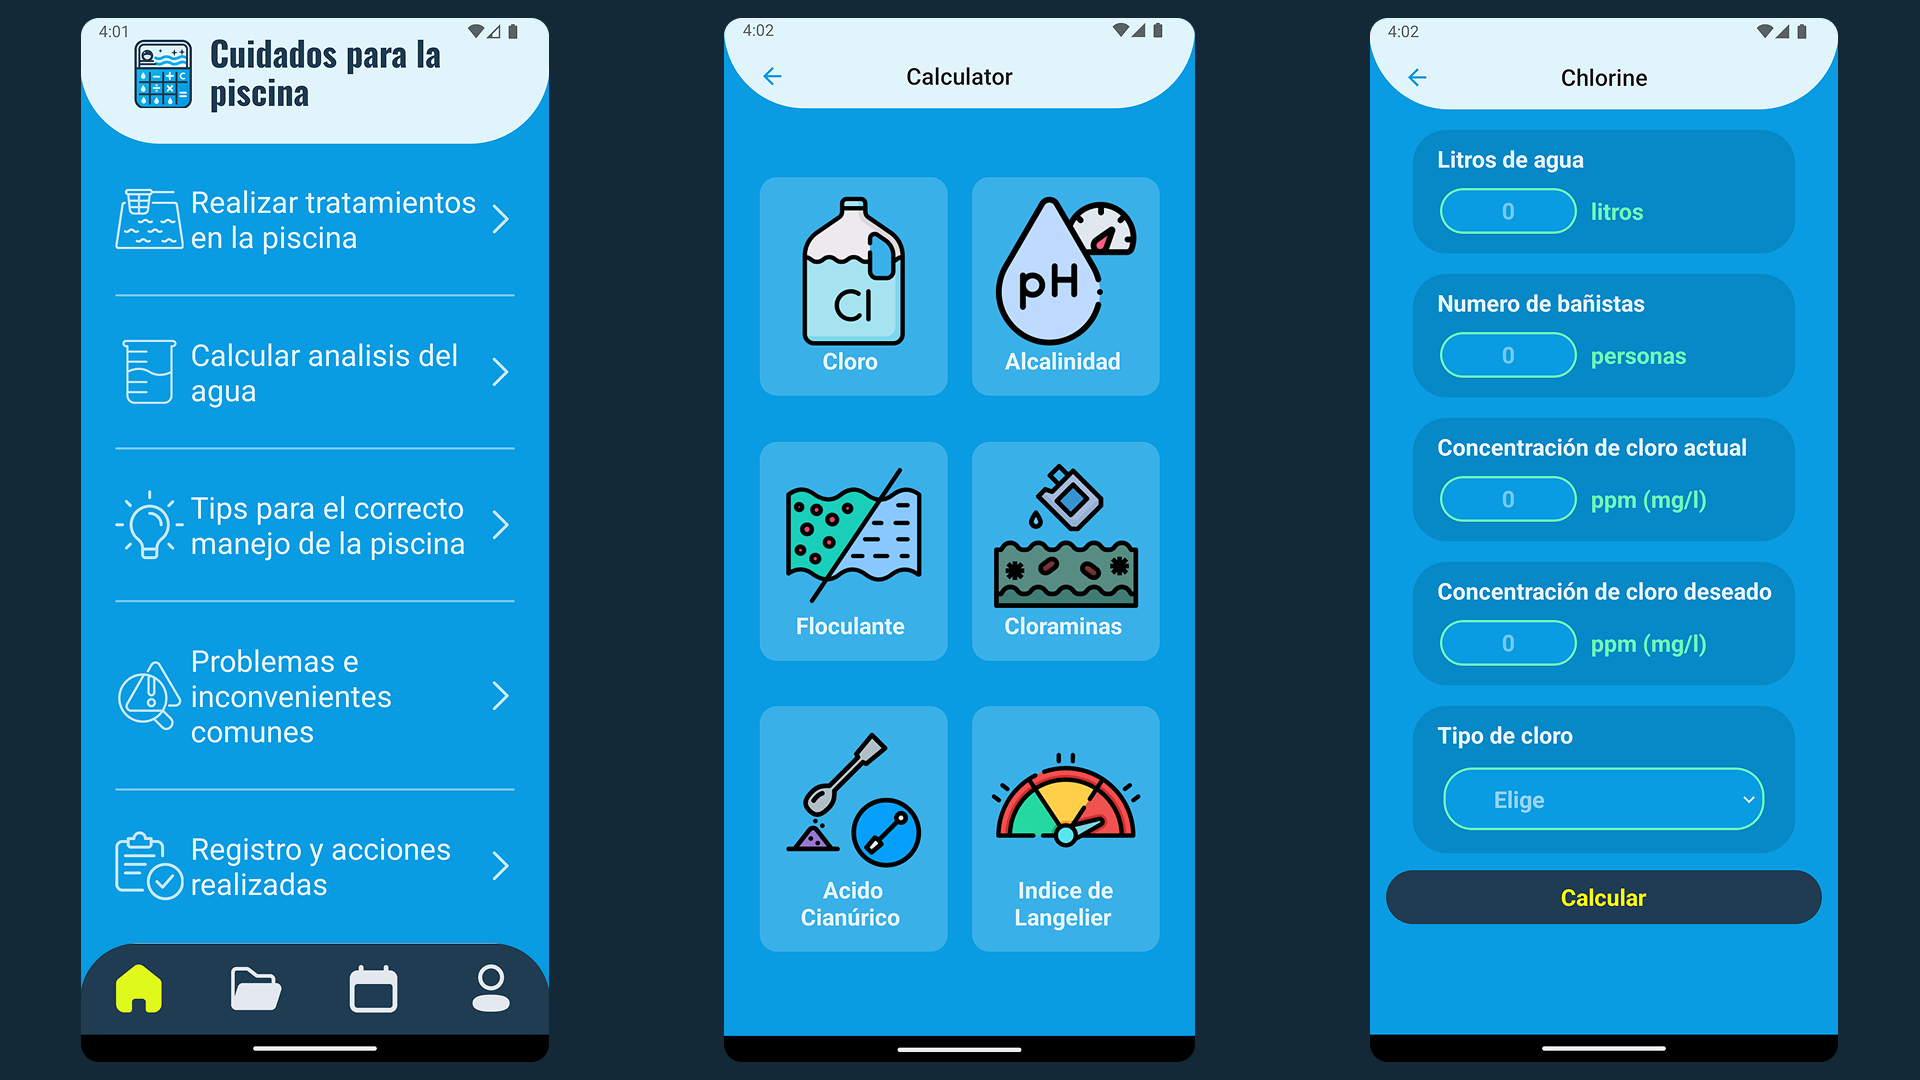 4:01
Cuidados para la
piscina
Realizar tratamientos
en la piscina
Calcular analisis del
agua
Tips para el correcto
manejo de la piscina
Problemas e
inconvenientes
comunes
Registro y acciones
realizadas
4:02
Calculator
Cl
Cloro
pH
Alcalinidad
Floculante
Cloraminas
Acido
Cianúrico
Indice de
Langelier
4:02
Chlorine
Litros de agua
0 litros
Numero de bañistas
0 personas
Concentración de cloro actual
0 ppm (mg/l)
Concentración de cloro deseado
0 ppm (mg/l)
Tipo de cloro
Elige
Calcular